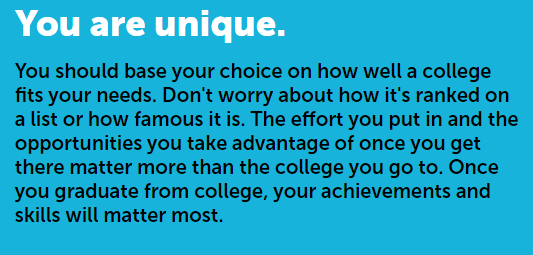 You are unique.
You should base your choice on how well a college
fits your needs. Don't worry about how it's ranked on
a list or how famous it is. The effort you put in and the
opportunities you take advantage of once you get
there matter more than the college you go to. Once
you graduate from college, your achievements and
skills will matter most.